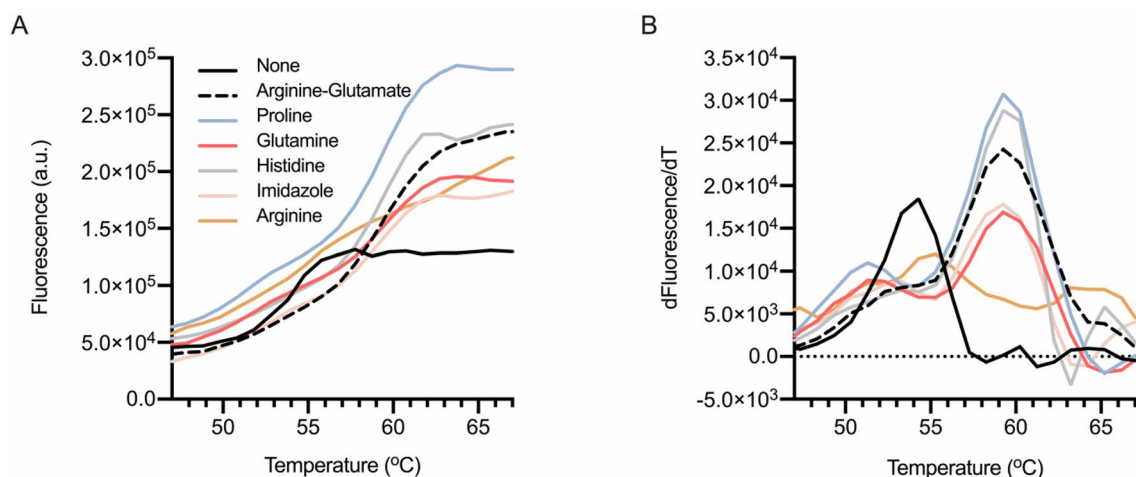 A
Fluorescence (a.u.)
3.0×10⁵
2.5×10⁵
2.0×10⁵
1.5×10⁵
1.0×10⁵
5.0×10⁴
0.0
None
Arginine-Glutamate
Proline
Glutamine
Histidine
Imidazole
Arginine
50 55 60 65
Temperature (ºC)
B
dFluorescence/dT
3.5×10⁴
3.0×10⁴
2.5×10⁴
2.0×10⁴
1.5×10⁴
1.0×10⁴
5.0×10³
0.0
-5.0×10³
50 55 60 65
Temperature (ºC)